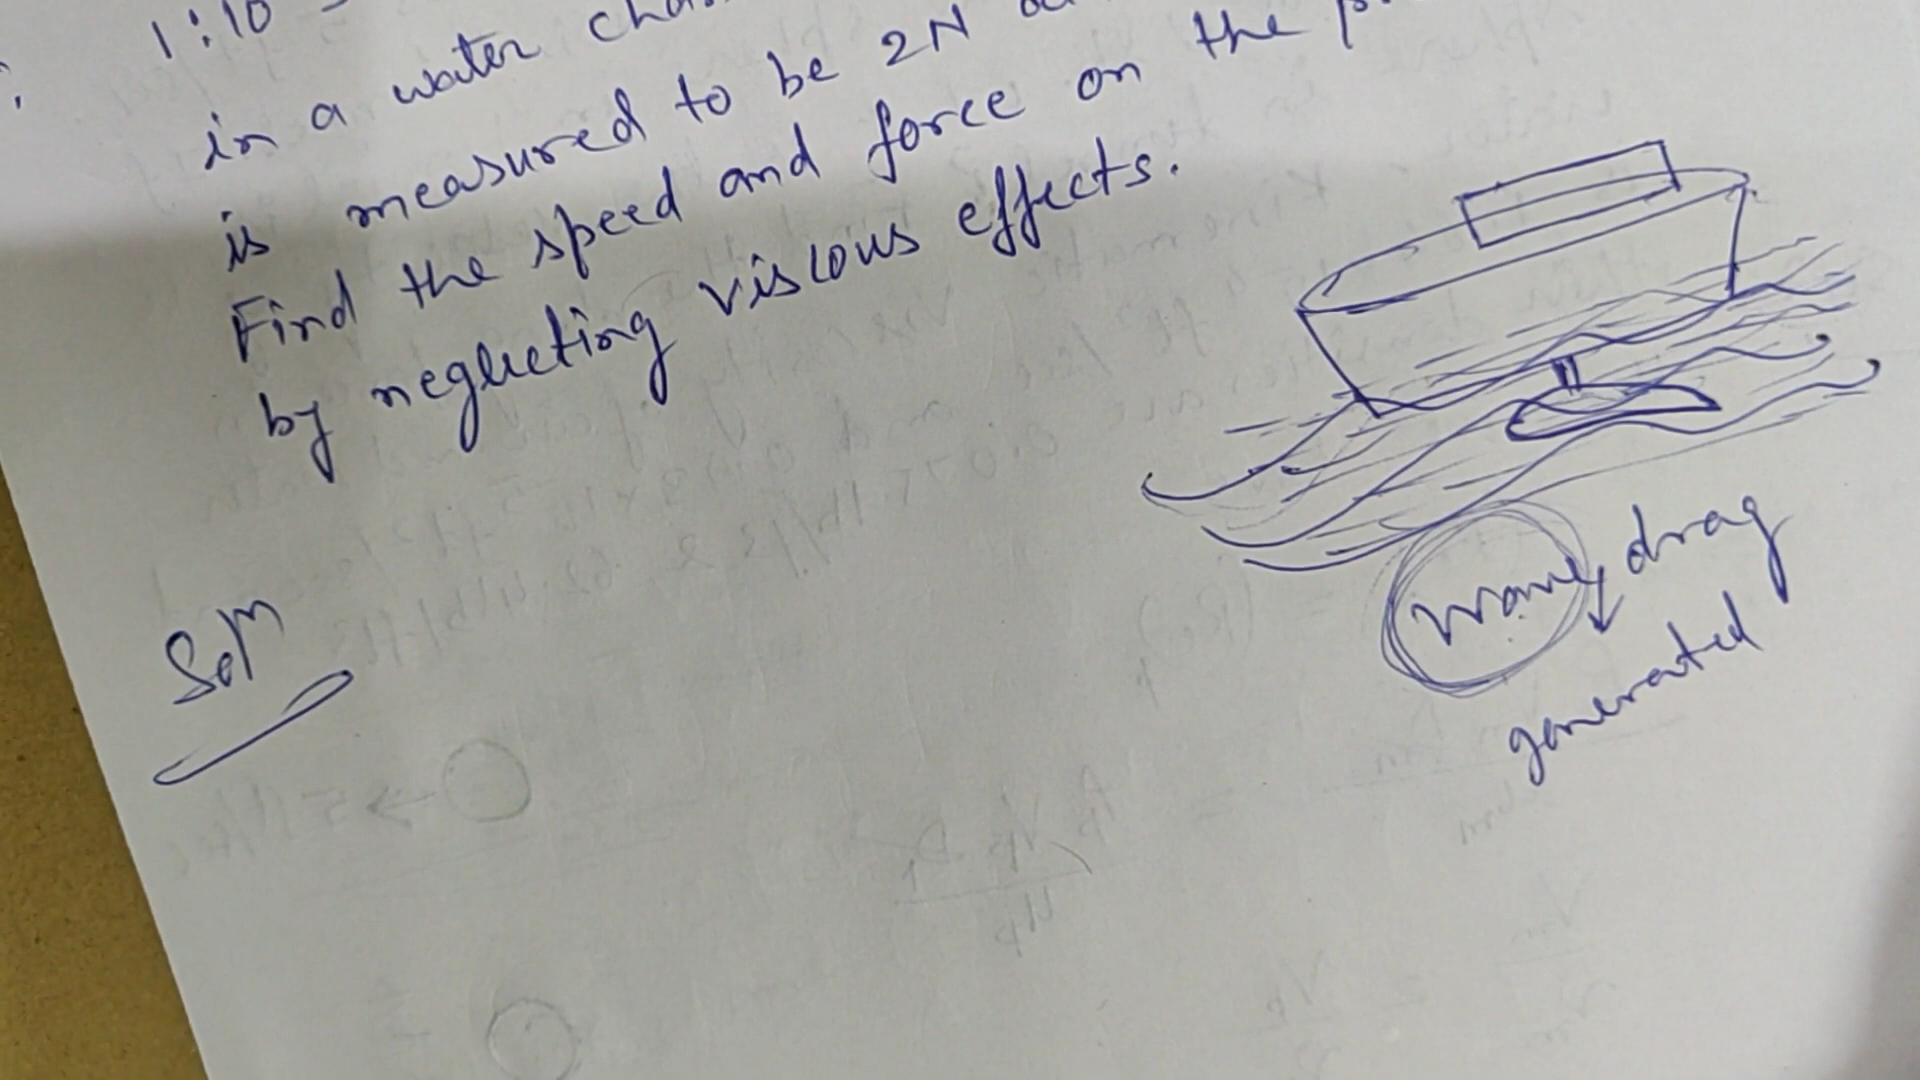 1:10
in a water
is measured to be 2N
Find the speed and force on the
by neglecting viscous effects.
Solⁿ
Wave drag
generated